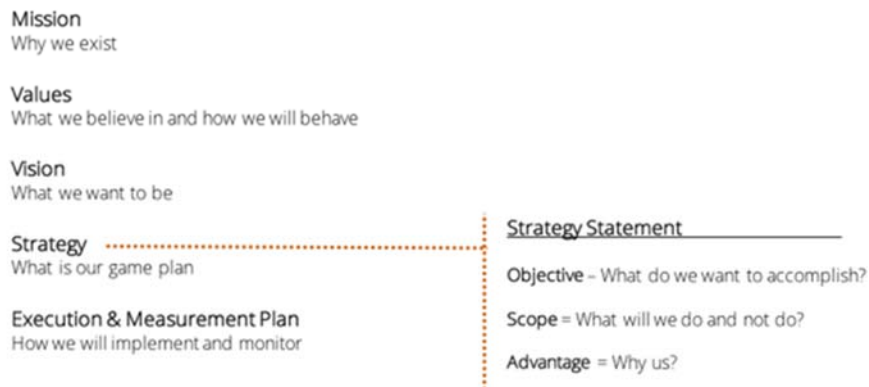 Mission
Why we exist
Values
What we believe in and how we will behave
Vision
What we want to be
Strategy
What is our game plan
Execution & Measurement Plan
How we will implement and monitor
Strategy Statement
Objective – What do we want to accomplish?
Scope = What will we do and not do?
Advantage = Why us?